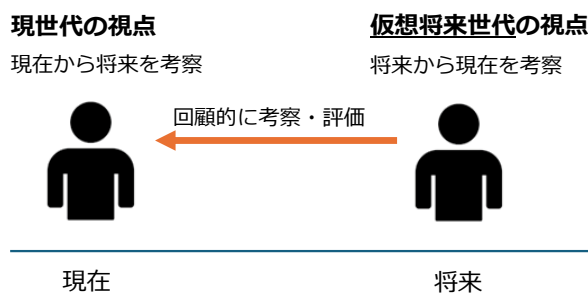 現世代の視点
現在から将来を考察
仮想将来世代の視点
将来から現在を考察
回顧的に考察・評価
現在
将来